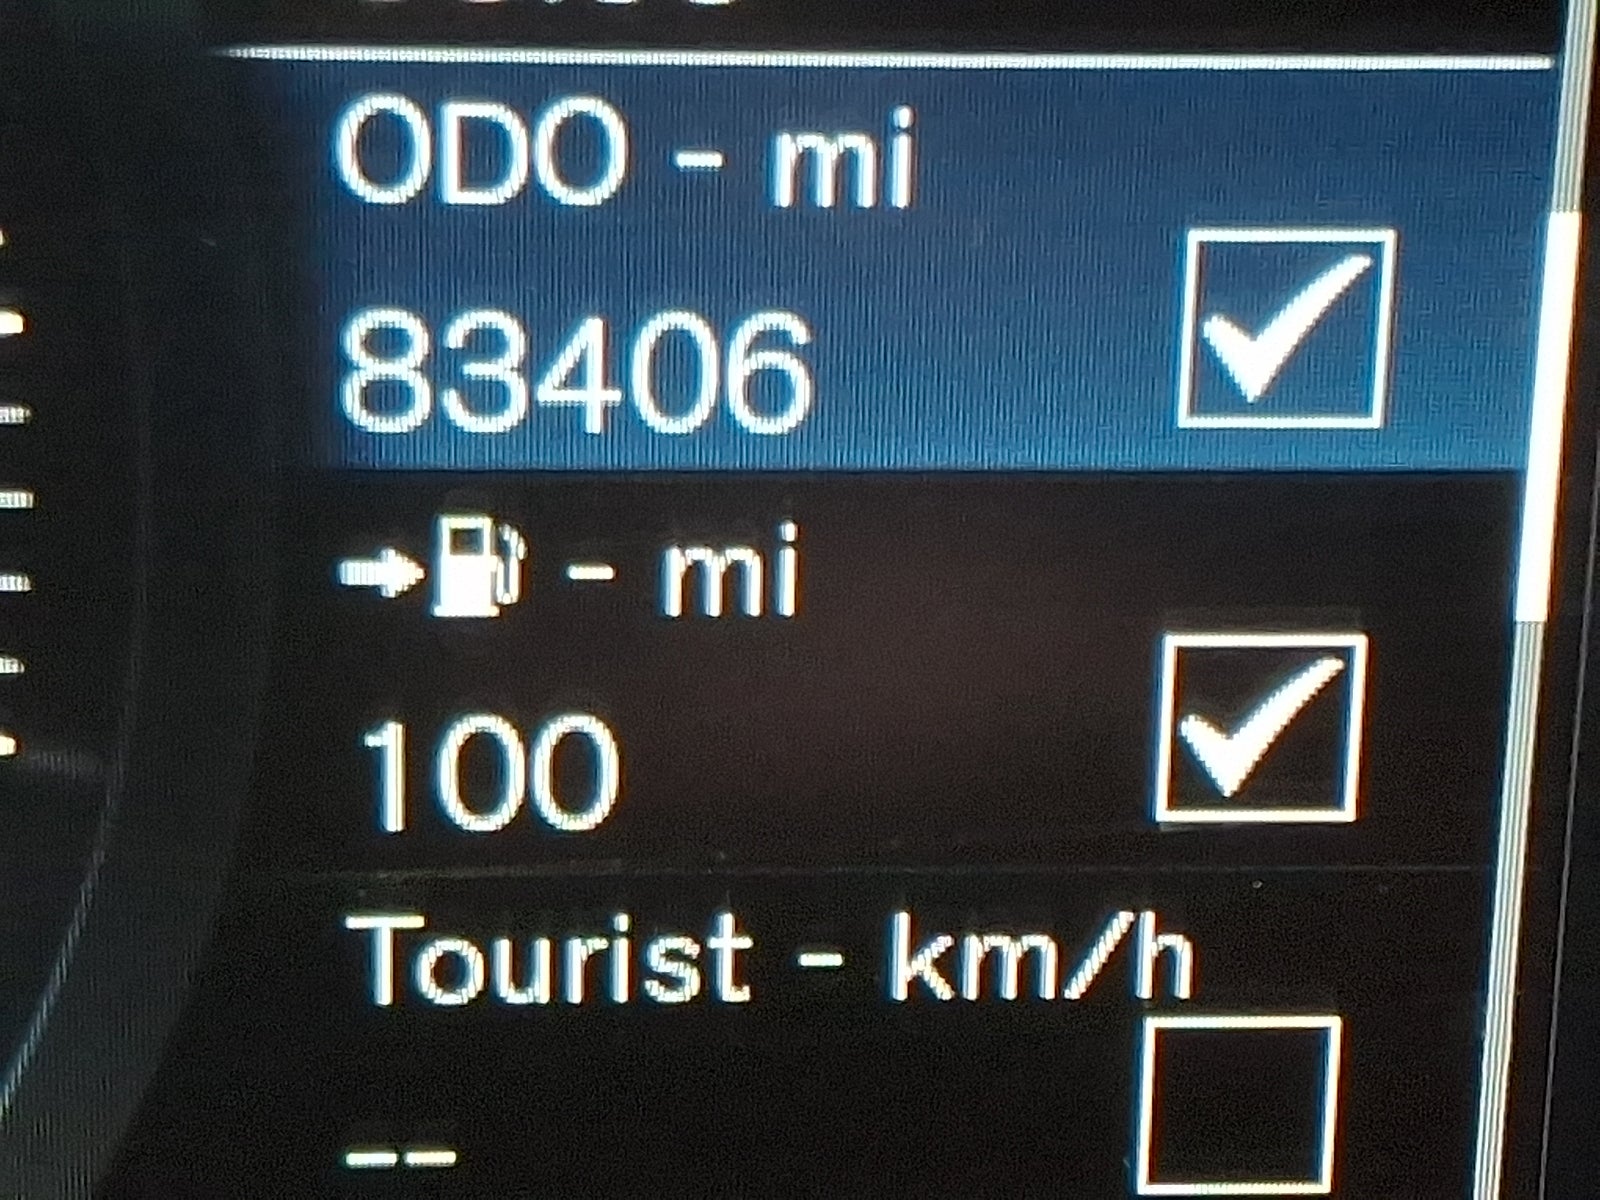 ODO - mi
83406
- mi
100
Tourist - km/h
--